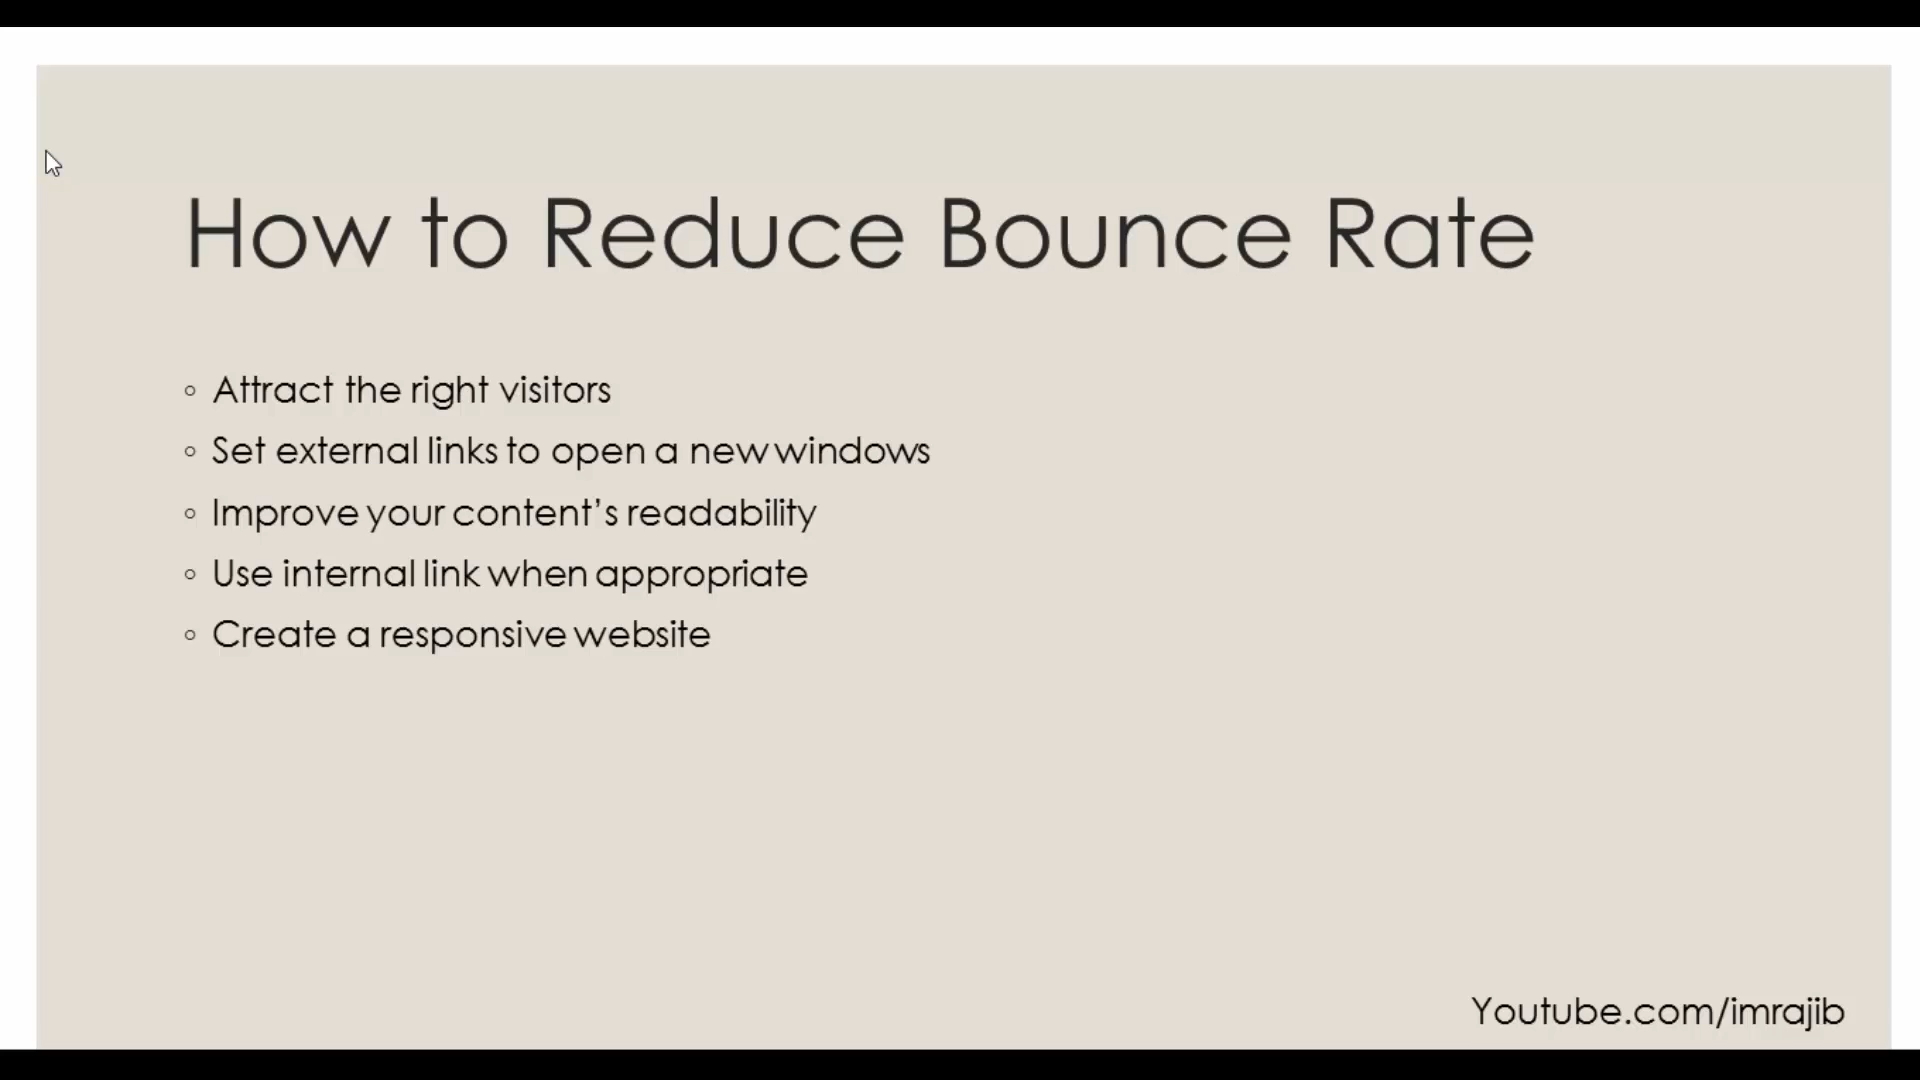 How to Reduce Bounce Rate
Attract the right visitors
Set external links to open a new windows
Improve your content’s readability
Use internal link when appropriate
Create a responsive website
Youtube.com/imrajib